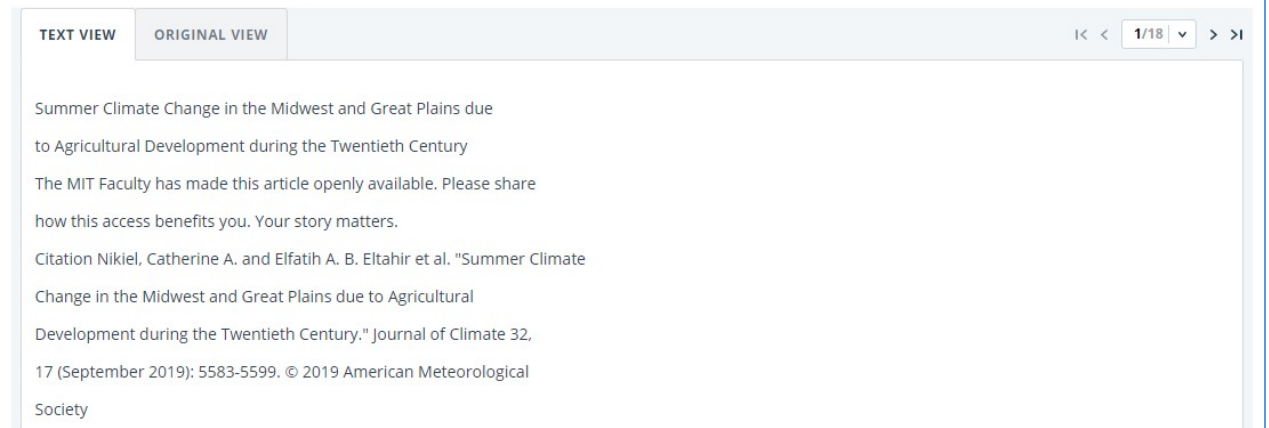 TEXT VIEW ORIGINAL VIEW 1/18
Summer Climate Change in the Midwest and Great Plains due
to Agricultural Development during the Twentieth Century
The MIT Faculty has made this article openly available. Please share
how this access benefits you. Your story matters.
Citation Nikiel, Catherine A. and Elfatih A. B. Eltahir et al. "Summer Climate
Change in the Midwest and Great Plains due to Agricultural
Development during the Twentieth Century." Journal of Climate 32,
17 (September 2019): 5583-5599. © 2019 American Meteorological
Society